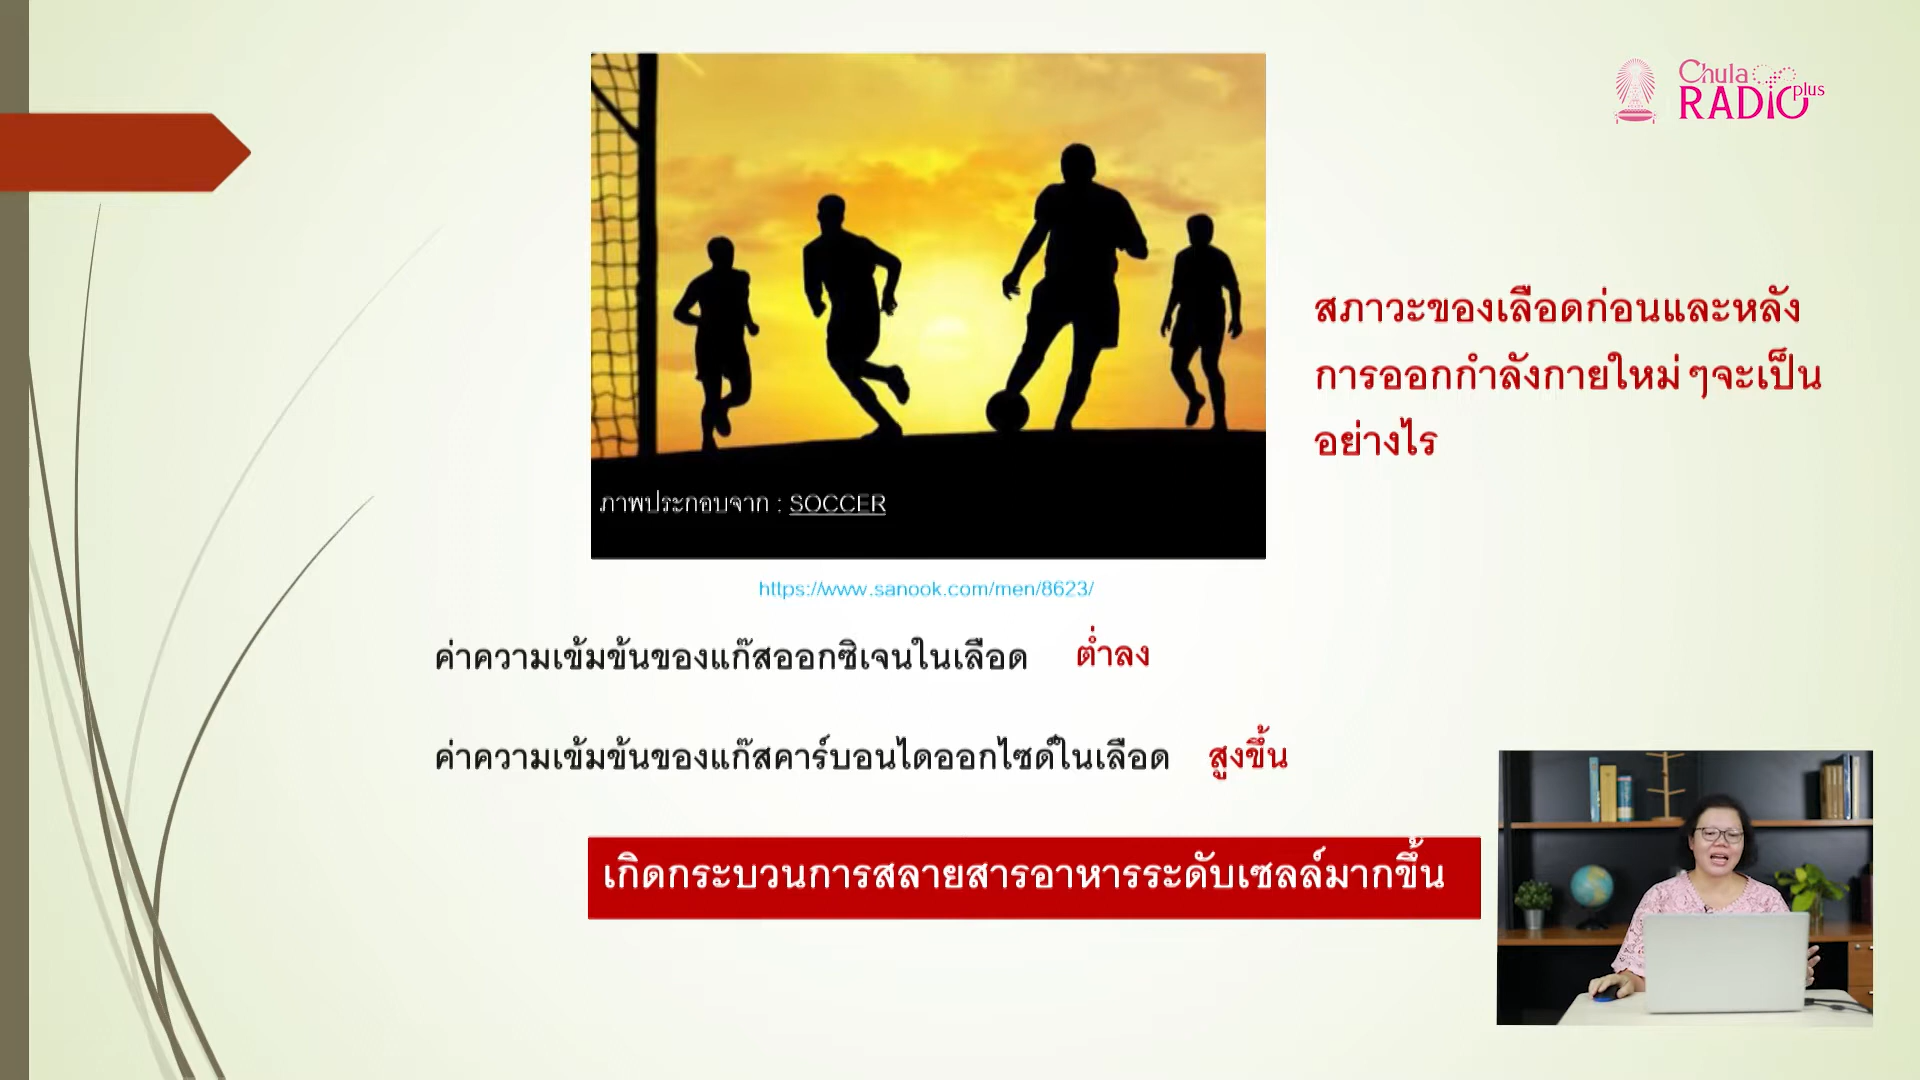 Chula
RADIO plus
สภาวะของเลือดก่อนและหลัง
การออกกำลังกายใหม่ ๆจะเป็น
อย่างไร
ภาพประกอบจาก : SOCCER
https://www.sanook.com/men/8623/
ค่าความเข้มข้นของแก๊สออกซิเจนในเลือด ต่ำลง
ค่าความเข้มข้นของแก๊สคาร์บอนไดออกไซด์ในเลือด สูงขึ้น
เกิดกระบวนการสลายสารอาหารระดับเซลล์มากขึ้น